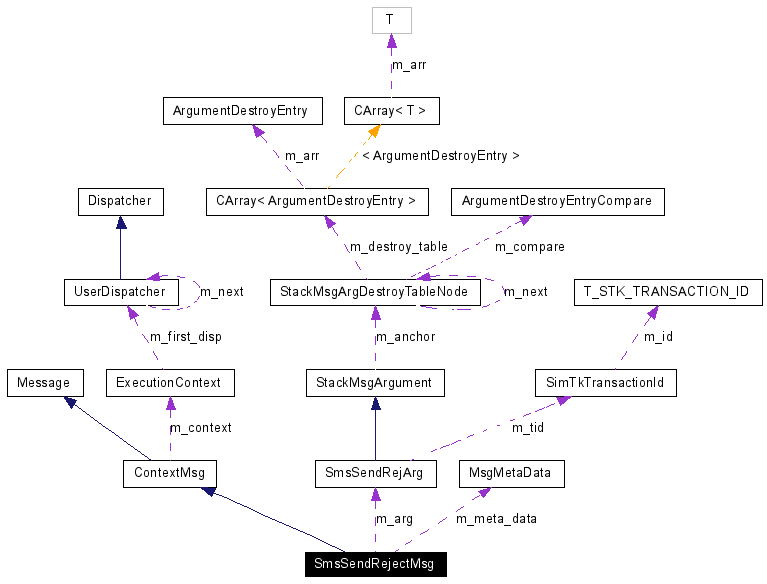 T
m_arr
ArgumentDestroyEntry
CArray< T >
m_arr
< ArgumentDestroyEntry >
Dispatcher
CArray< ArgumentDestroyEntry >
ArgumentDestroyEntryCompare
m_destroy_table
m_compare
UserDispatcher
m_next
StackMsgArgDestroyTableNode
m_next
T_STK_TRANSACTION_ID
m_first_disp
m_anchor
m_id
Message
ExecutionContext
StackMsgArgument
SimTkTransactionId
m_context
m_tid
ContextMsg
SmsSendRejArg
MsgMetaData
m_arg
m_meta_data
SmsSendRejectMsg